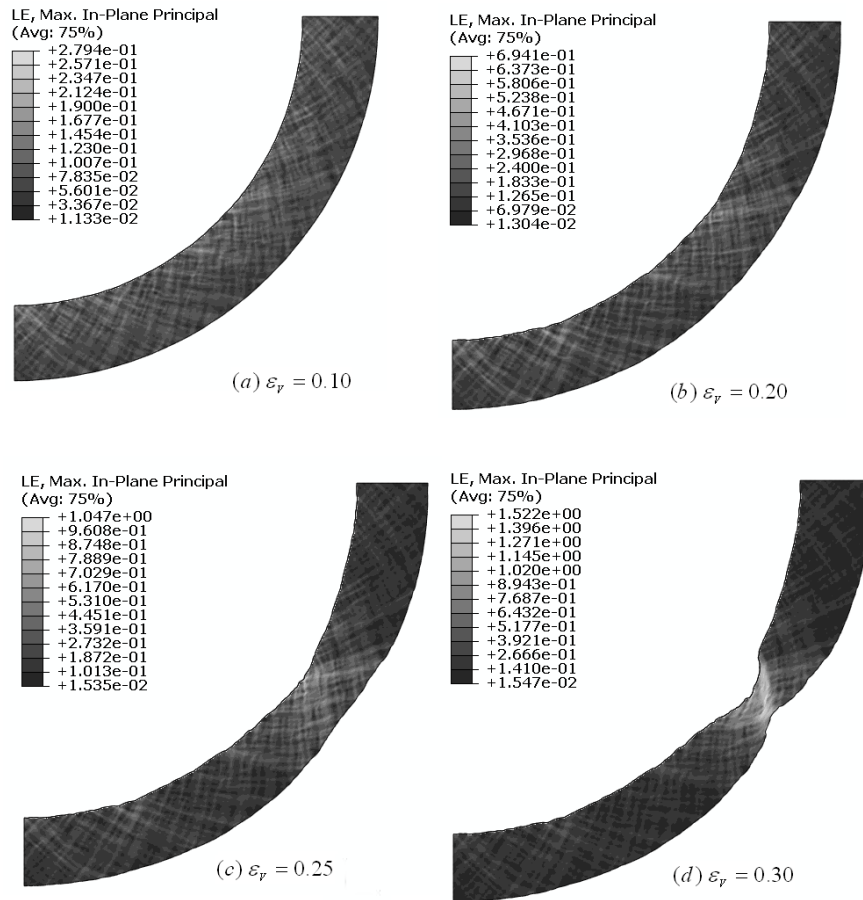 LE, Max. In-Plane Principal
(Avg: 75%)
+2.794e-01
+2.571e-01
+2.347e-01
+2.124e-01
+1.900e-01
+1.677e-01
+1.454e-01
+1.230e-01
+1.007e-01
+7.835e-02
+5.601e-02
+3.367e-02
+1.133e-02
(a) εᵥ = 0.10
LE, Max. In-Plane Principal
(Avg: 75%)
+6.941e-01
+6.373e-01
+5.806e-01
+5.238e-01
+4.671e-01
+4.103e-01
+3.536e-01
+2.968e-01
+2.400e-01
+1.833e-01
+1.265e-01
+6.979e-02
+1.304e-02
(b) εᵥ = 0.20
LE, Max. In-Plane Principal
(Avg: 75%)
+1.047e+00
+9.608e-01
+8.748e-01
+7.889e-01
+7.029e-01
+6.170e-01
+5.310e-01
+4.451e-01
+3.591e-01
+2.732e-01
+1.872e-01
+1.013e-01
+1.535e-02
(c) εᵥ = 0.25
LE, Max. In-Plane Principal
(Avg: 75%)
+1.522e+00
+1.396e+00
+1.271e+00
+1.145e+00
+1.020e+00
+8.943e-01
+7.687e-01
+6.432e-01
+5.177e-01
+3.921e-01
+2.666e-01
+1.410e-01
+1.547e-02
(d) εᵥ = 0.30